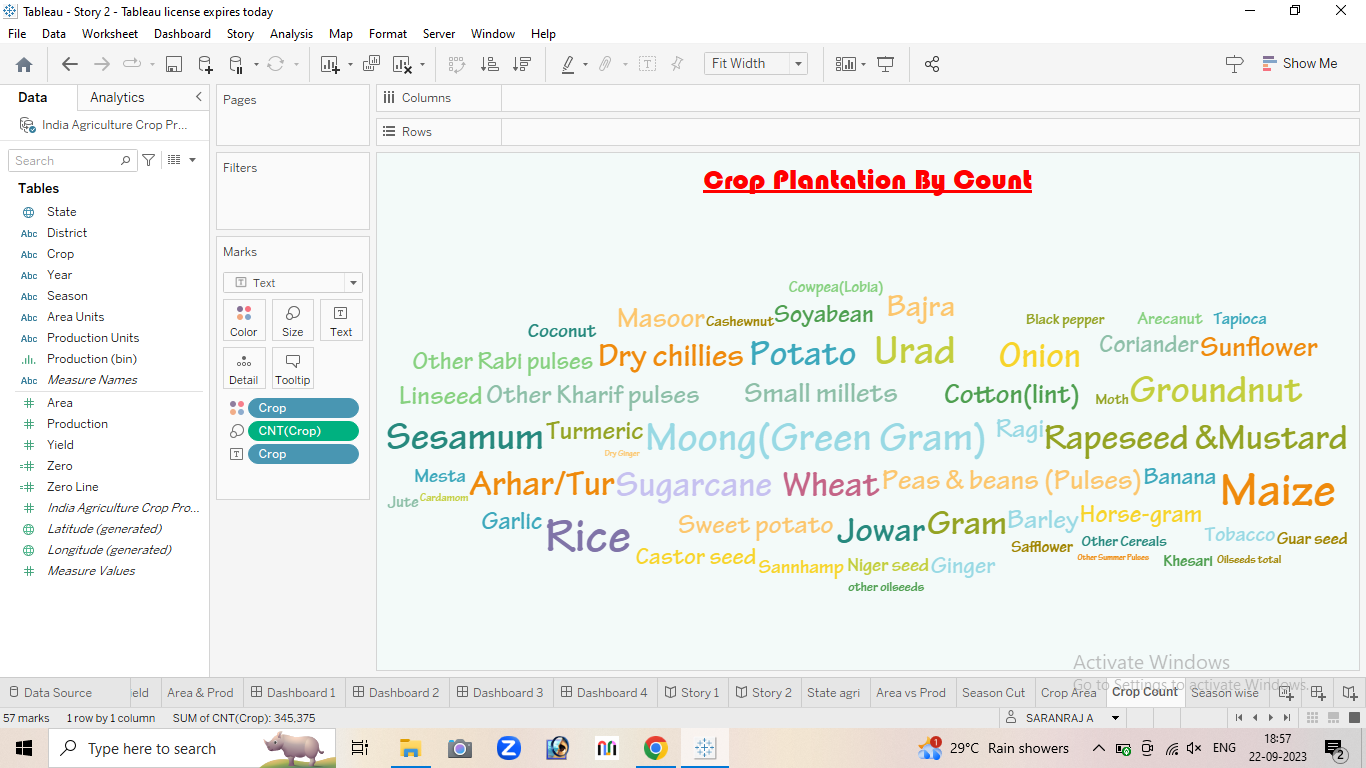 Tableau - Story 2 - Tableau license expires today
File Data Worksheet Dashboard Story Analysis Map Format Server Window Help
Fit Width
Show Me
Data Analytics
India Agriculture Crop Pr...
Search
Tables
State
District
Crop
Year
Season
Area Units
Production Units
Production (bin)
Measure Names
Area
Production
Yield
Zero
Zero Line
India Agriculture Crop Pro...
Latitude (generated)
Longitude (generated)
Measure Values
Pages
Filters
Marks
Text
Color Size Text
Detail Tooltip
Crop
CNT(Crop)
Crop
Columns
Rows
Crop Plantation By Count
Cowpea(Lobia)
Masoor Cashewnut Soyabean Bajra Black pepper Arecanut Tapioca
Coconut
Other Rabi pulses Dry chillies Potato Urad Onion Coriander Sunflower
Linseed Other Kharif pulses Small millets Cotton(lint) Moth Groundnut
Sesamum Turmeric Moong(Green Gram) Ragi Rapeseed &Mustard
Dry Ginger
Mesta Arhar/Tur Sugarcane Wheat Peas & beans (Pulses) Banana Maize
Jute Cardamom
Garlic Rice Sweet potato Jowar Gram Barley Horse-gram Tobacco Guar seed
Safflower Other Cereals
Castor seed Sannhamp Niger seed Ginger Other Summer Pulses Khesari Oilseeds total
other oilseeds
Activate Windows
Go to Settings to activate Windows.
Data Source ield Area & Prod Dashboard 1 Dashboard 2 Dashboard 3 Dashboard 4 Story 1 Story 2 State agri Area vs Prod Season Cut Crop Area Crop Count Season wise
57 marks 1 row by 1 column SUM of CNT(Crop): 345,375 SARANRAJ A
Type here to search 29°C Rain showers ENG 18:57
22-09-2023 2